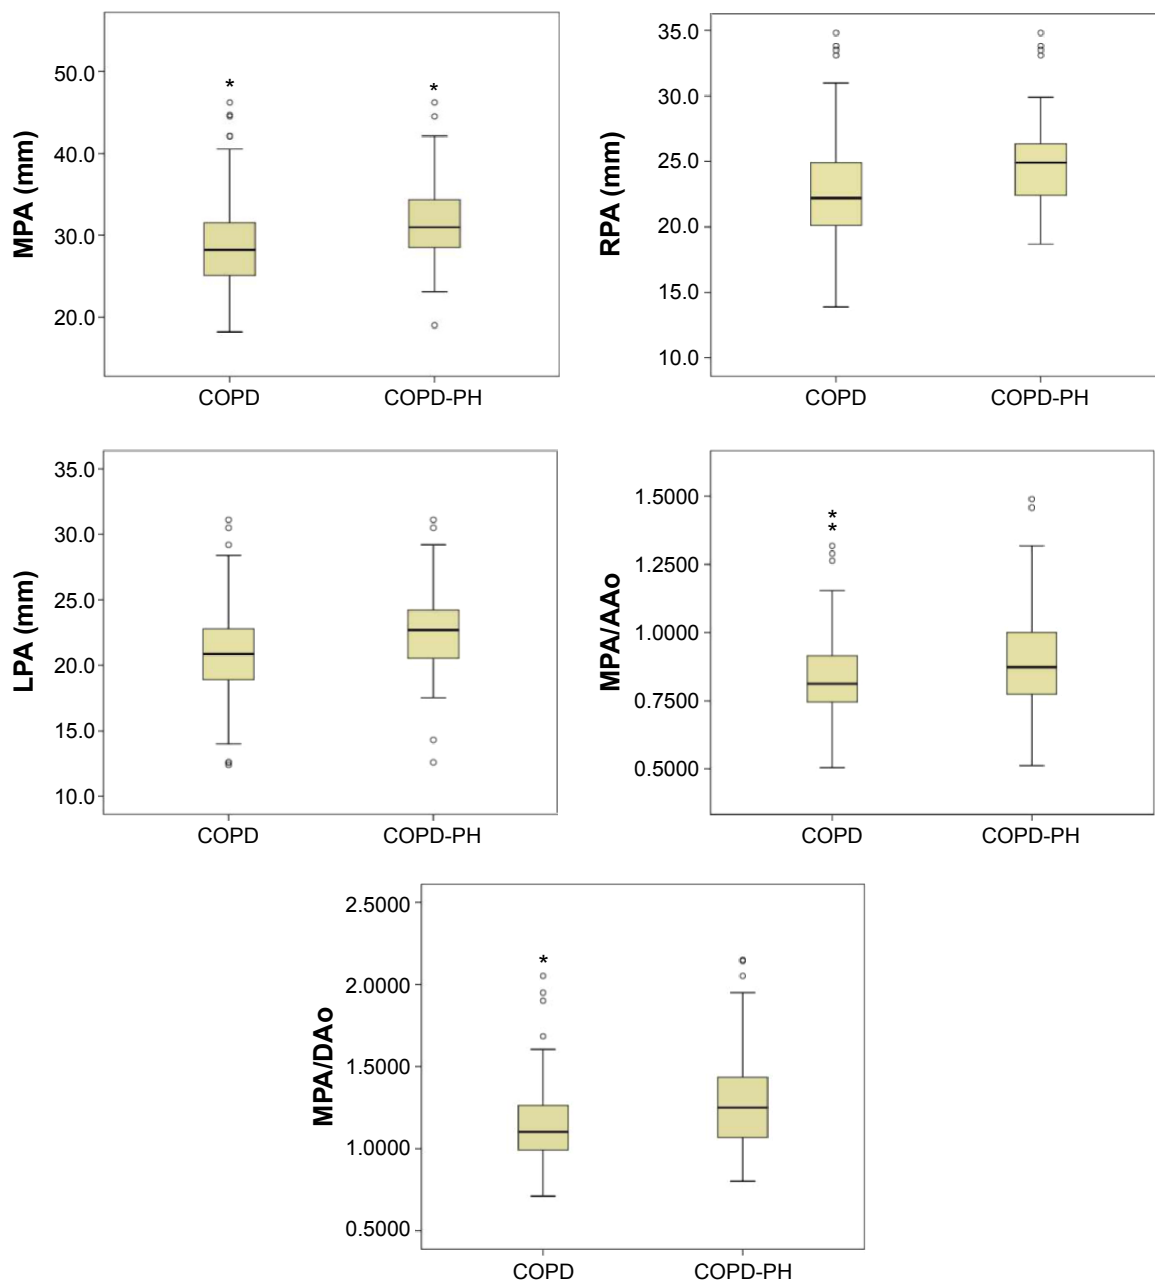 MPA (mm)
50.0
40.0
30.0
20.0
*
*
COPD
COPD-PH
RPA (mm)
35.0
30.0
25.0
20.0
15.0
10.0
COPD
COPD-PH
LPA (mm)
35.0
30.0
25.0
20.0
15.0
10.0
COPD
COPD-PH
MPA/AAo
1.5000
1.2500
1.0000
0.7500
0.5000
*
*
COPD
COPD-PH
MPA/DAo
2.5000
2.0000
1.5000
1.0000
0.5000
*
COPD
COPD-PH